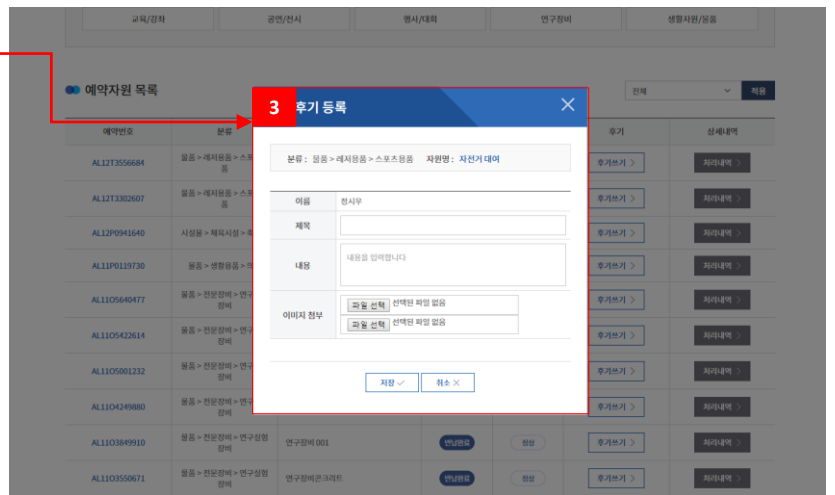 교육/강좌
공연/전시
행사/대회
연구장비
생활자원/물품
예약자원 목록
전체
적용
3 후기 등록
예약번호
분류
후기
상세내역
분류 : 물품 > 레저용품 > 스포츠용품 자원명 : 자전거 대여
이름 정시우
제목
내용 내용을 입력합니다
이미지 첨부
파일 선택 선택된 파일 없음
파일 선택 선택된 파일 없음
저장
취소
AL12T3556684
물품 > 레저용품 > 스포
품
후기쓰기 >
처리내역 >
AL12T3302607
물품 > 레저용품 > 스포
품
후기쓰기 >
처리내역 >
AL12P0941640
시설물 > 체육시설 > 축
후기쓰기 >
처리내역 >
AL11P0119730
물품 > 생활용품 >
후기쓰기 >
처리내역 >
AL11O5640477
물품 > 전문장비 > 연구
장비
후기쓰기 >
처리내역 >
AL11O5422614
물품 > 전문장비 > 연구
장비
후기쓰기 >
처리내역 >
AL11O5001232
물품 > 전문장비 > 연구
장비
후기쓰기 >
처리내역 >
AL11O4249880
물품 > 전문장비 > 연구
장비
후기쓰기 >
처리내역 >
AL11O3849910
물품 > 전문장비 > 연구실험
장비
연구장비 001
반납완료
정상
후기쓰기 >
처리내역 >
AL11O3550671
물품 > 전문장비 > 연구실험
장비
연구장비콘크리트
반납완료
정상
후기쓰기 >
처리내역 >